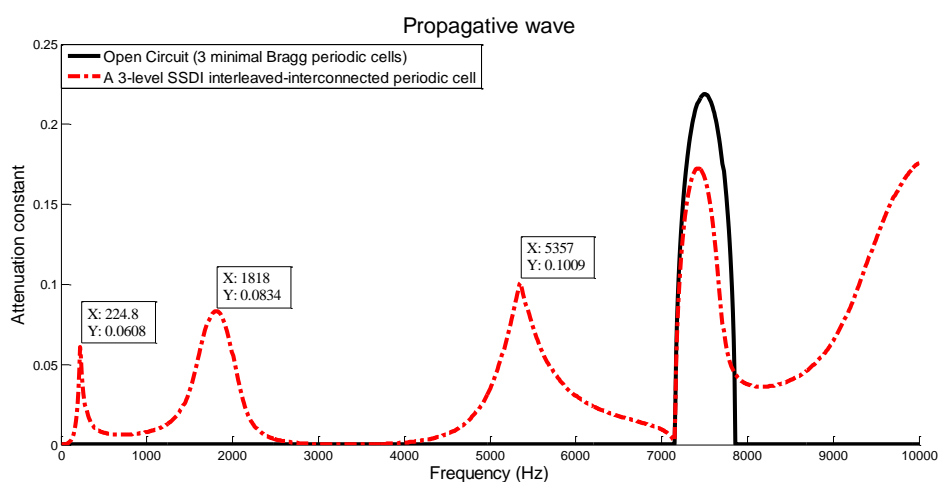 Propagative wave
0.25
Open Circuit (3 minimal Bragg periodic cells)
A 3-level SSDI interleaved-interconnected periodic cell
0.2
0.15
0.1
0.05
0
Attenuation constant
X: 224.8
Y: 0.0608
X: 1818
Y: 0.0834
X: 5357
Y: 0.1009
0 1000 2000 3000 4000 5000 6000 7000 8000 9000 10000
Frequency (Hz)